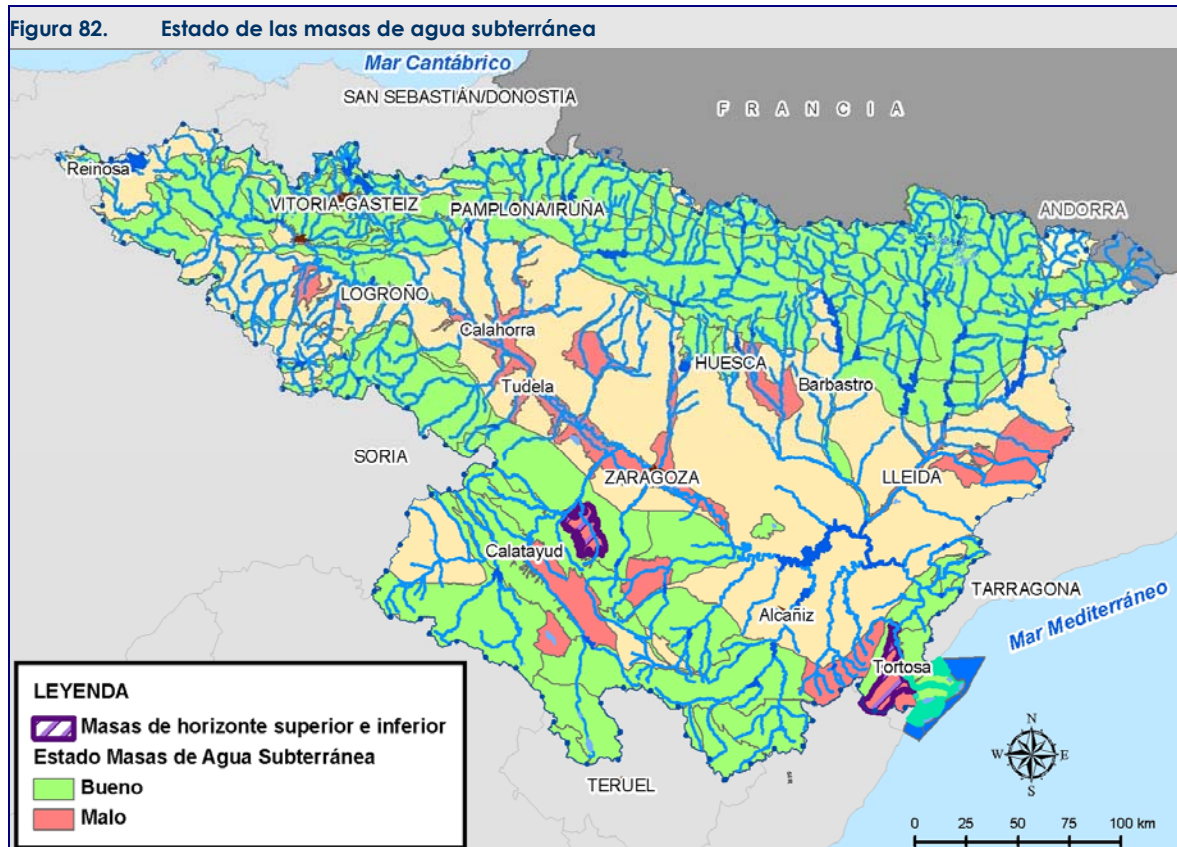 Figura 82. Estado de las masas de agua subterránea
Mar Cantábrico
SAN SEBASTIÁN/DONOSTIA
F R A N C I A
Reinosa
VITORIA-GASTEIZ
PAMPLONA/IRUÑA
ANDORRA
LOGROÑO
Calahorra
HUESCA
Tudela
Barbastro
SORIA
ZARAGOZA
LLEIDA
Calatayud
TARRAGONA
Alcañiz
Mar Mediterráneo
Tortosa
TERUEL
LEYENDA
Masas de horizonte superior e inferior
Estado Masas de Agua Subterránea
Bueno
Malo
N
W E
S
0 25 50 75 100 km